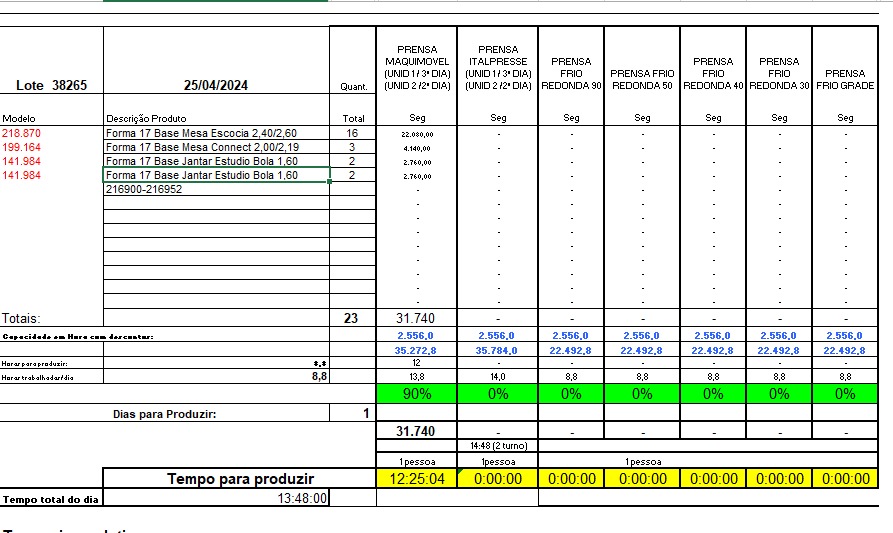 PRENSA MAQUIMOVEL (UNID 1 / 3ª DIA) (UNID 2 /2ª DIA) PRENSA ITALPRESSE (UNID 1 / 3ª DIA) (UNID 2 /2ª DIA) PRENSA FRIO REDONDA 90 PRENSA FRIO REDONDA 50 PRENSA FRIO REDONDA 40 PRENSA FRIO REDONDA 30 PRENSA FRIO GRADE
Lote 38265 25/04/2024 Quant.
Modelo Descrição Produto Total Seg Seg Seg Seg Seg Seg Seg
218.870 Forma 17 Base Mesa Escocia 2,40/2,60 16 22.080,00 - - - - - -
199.164 Forma 17 Base Mesa Connect 2,00/2,19 3 4.140,00 - - - - - -
141.984 Forma 17 Base Jantar Estudio Bola 1,60 2 2.760,00 - - - - - -
141.984 Forma 17 Base Jantar Estudio Bola 1,60 2 2.760,00 - - - - - -
216900-216952 - - - - - - -
- - - - - - -
- - - - - - -
- - - - - - -
- - - - - - -
- - - - - - -
- - - - - - -
- - - - - - -
- - - - - - -
Totais: 23 31.740 - - - - - -
Capacidade em Hora com descontar: 2.556,0 2.556,0 2.556,0 2.556,0 2.556,0 2.556,0 2.556,0
35.272,8 35.784,0 22.492,8 22.492,8 22.492,8 22.492,8 22.492,8
Horas para produzir: 8,8 12 - - - - - -
Horas trabalhadas/dia 8,8 13,8 14,0 8,8 8,8 8,8 8,8 8,8
90% 0% 0% 0% 0% 0% 0%
Dias para Produzir: 1
31.740 - - - - - -
14:48 (2 turno)
1 pessoa 1pessoa 1 pessoa
Tempo para produzir 12:25:04 0:00:00 0:00:00 0:00:00 0:00:00 0:00:00 0:00:00
Tempo total do dia 13:48:00